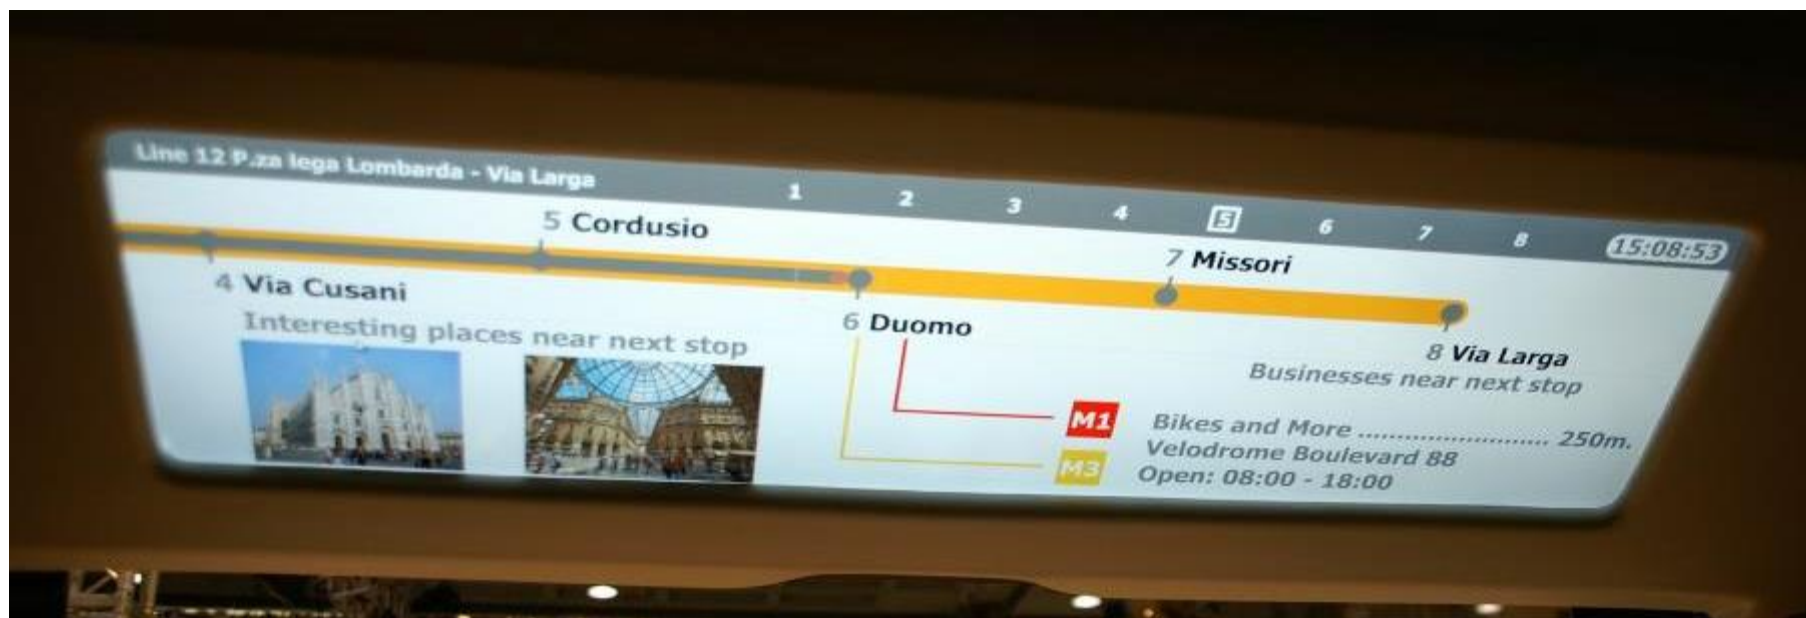 Line 12 P.za lega Lombarda - Via Larga
1 2 3 4 5 6 7 8
15:08:53
5 Cordusio
7 Missori
4 Via Cusani
6 Duomo
8 Via Larga
Interesting places near next stop
Businesses near next stop
M1
M3
Bikes and More ........................... 250m.
Velodrome Boulevard 88
Open: 08:00 - 18:00